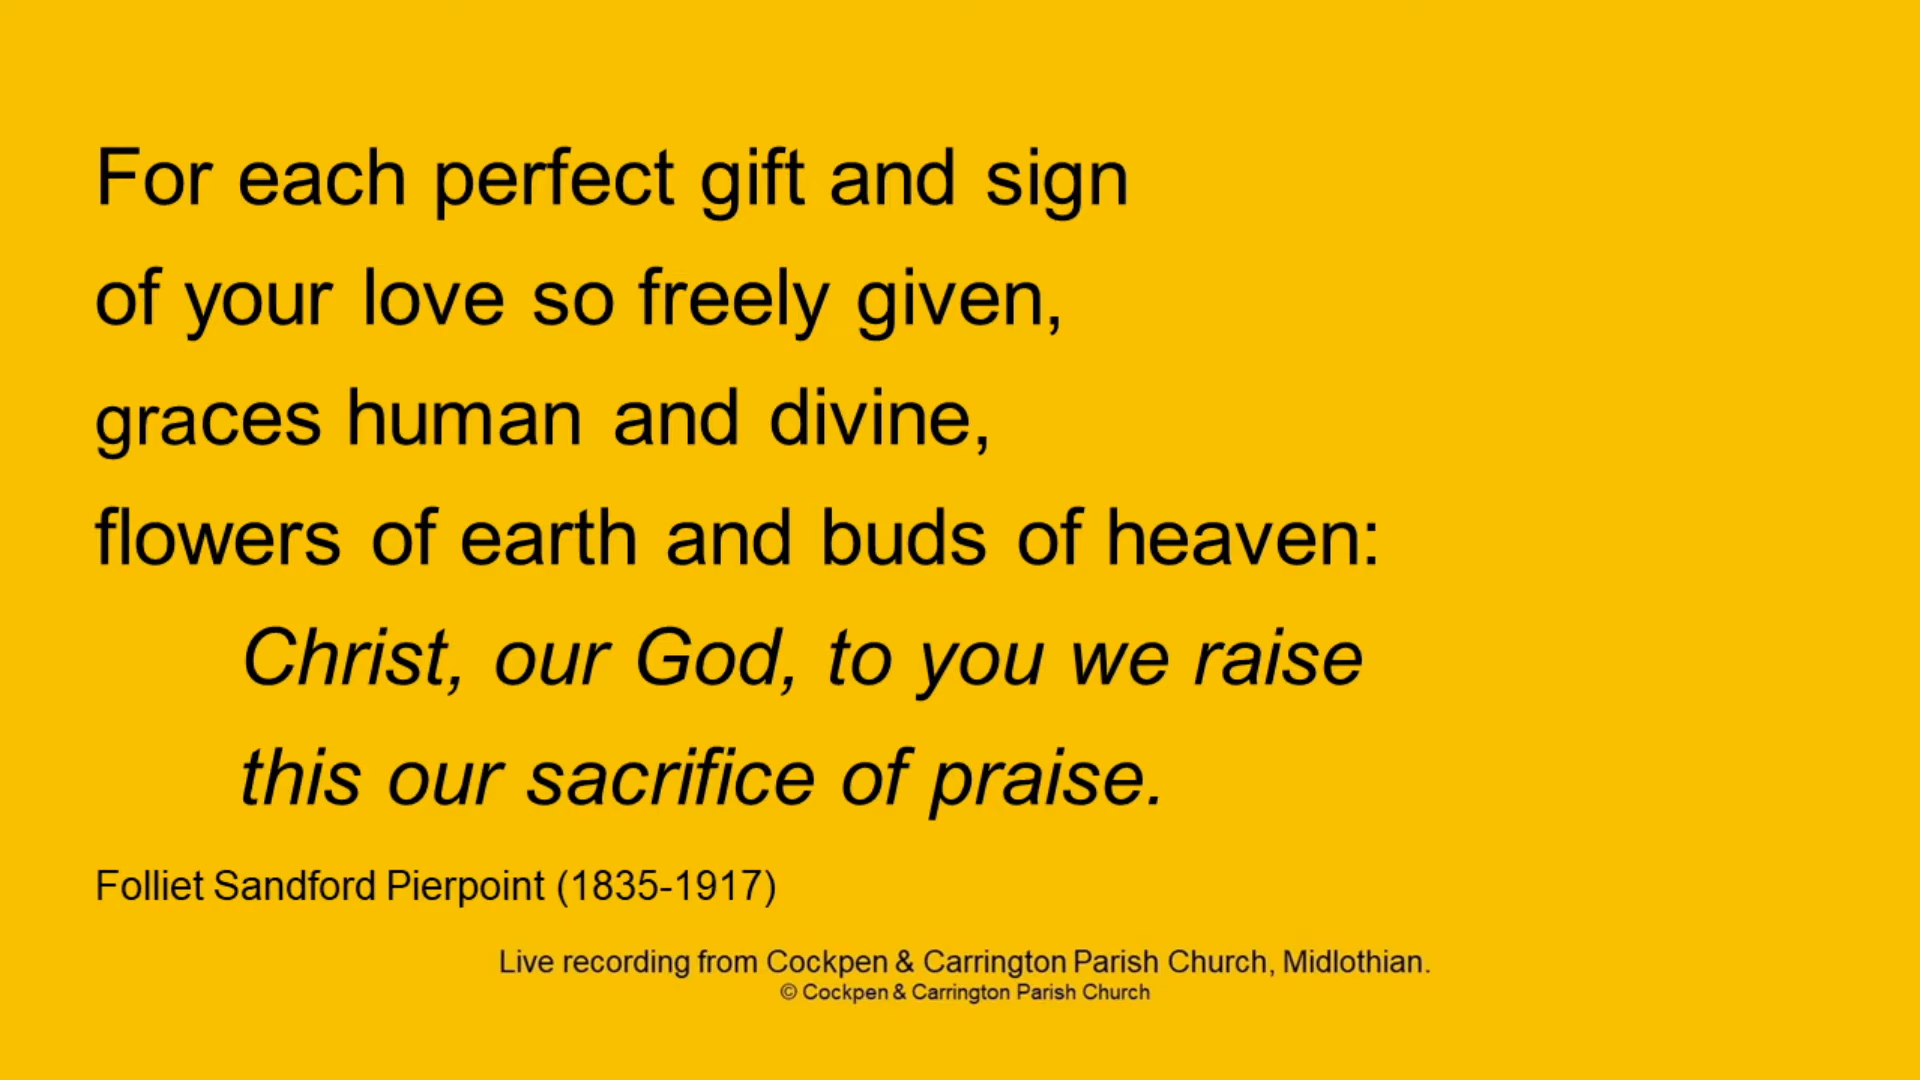 For each perfect gift and sign
of your love so freely given,
graces human and divine,
flowers of earth and buds of heaven:
Christ, our God, to you we raise
this our sacrifice of praise.
Folliet Sandford Pierpoint (1835-1917)
Live recording from Cockpen & Carrington Parish Church, Midlothian.
© Cockpen & Carrington Parish Church